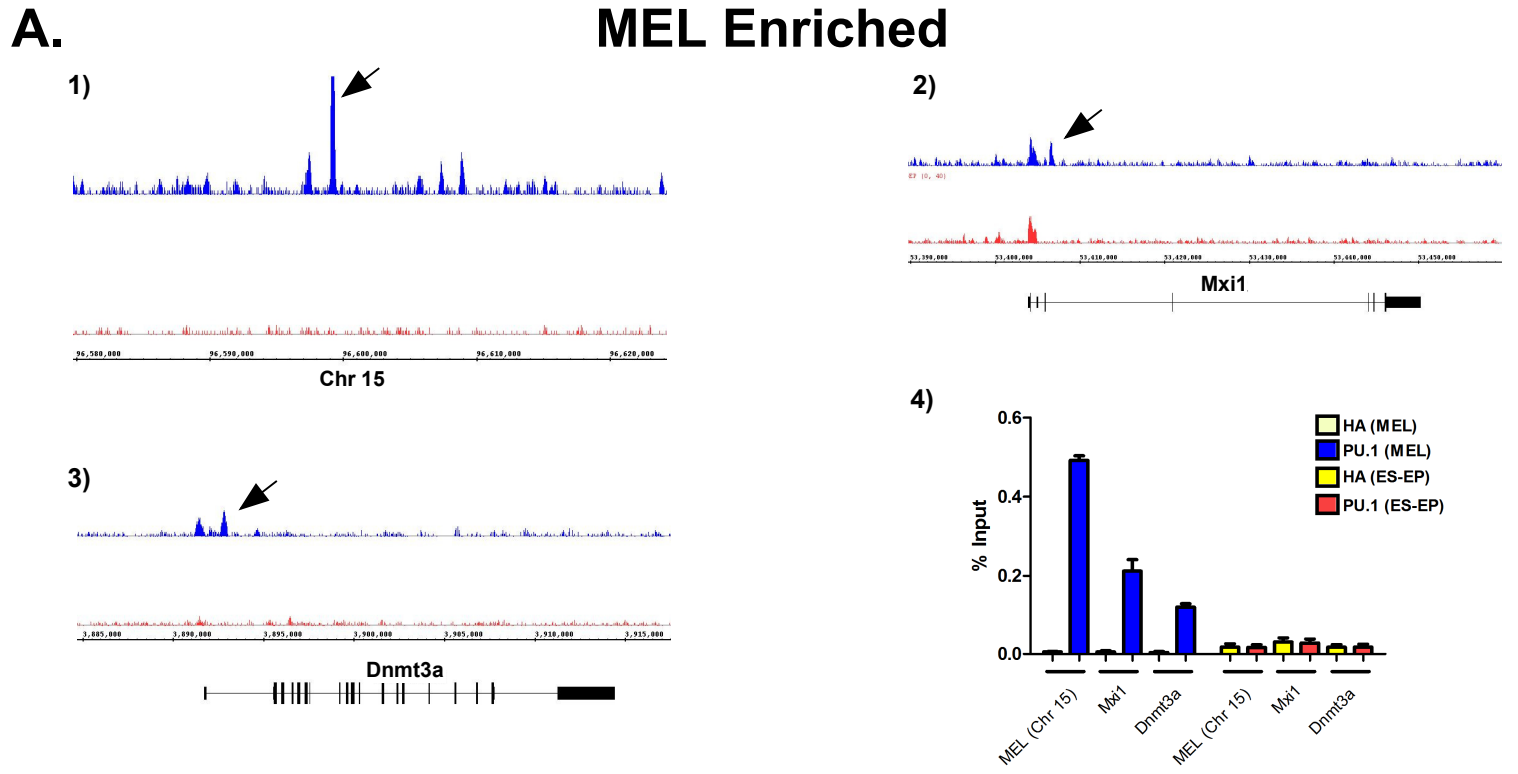 A.
MEL Enriched
1)
96,580,000 96,590,000 96,600,000 96,610,000 96,620,000
Chr 15
2)
EP [0, 40]
53,390,000 53,400,000 53,410,000 53,420,000 53,430,000 53,440,000 53,450,000
Mxi1
3)
3,885,000 3,890,000 3,895,000 3,900,000 3,905,000 3,910,000 3,915,000
Dnmt3a
4)
% Input
0.6
0.4
0.2
0.0
HA (MEL)
PU.1 (MEL)
HA (ES-EP)
PU.1 (ES-EP)
MEL (Chr 15) Mxi1 Dnmt3a MEL (Chr 15) Mxi1 Dnmt3a